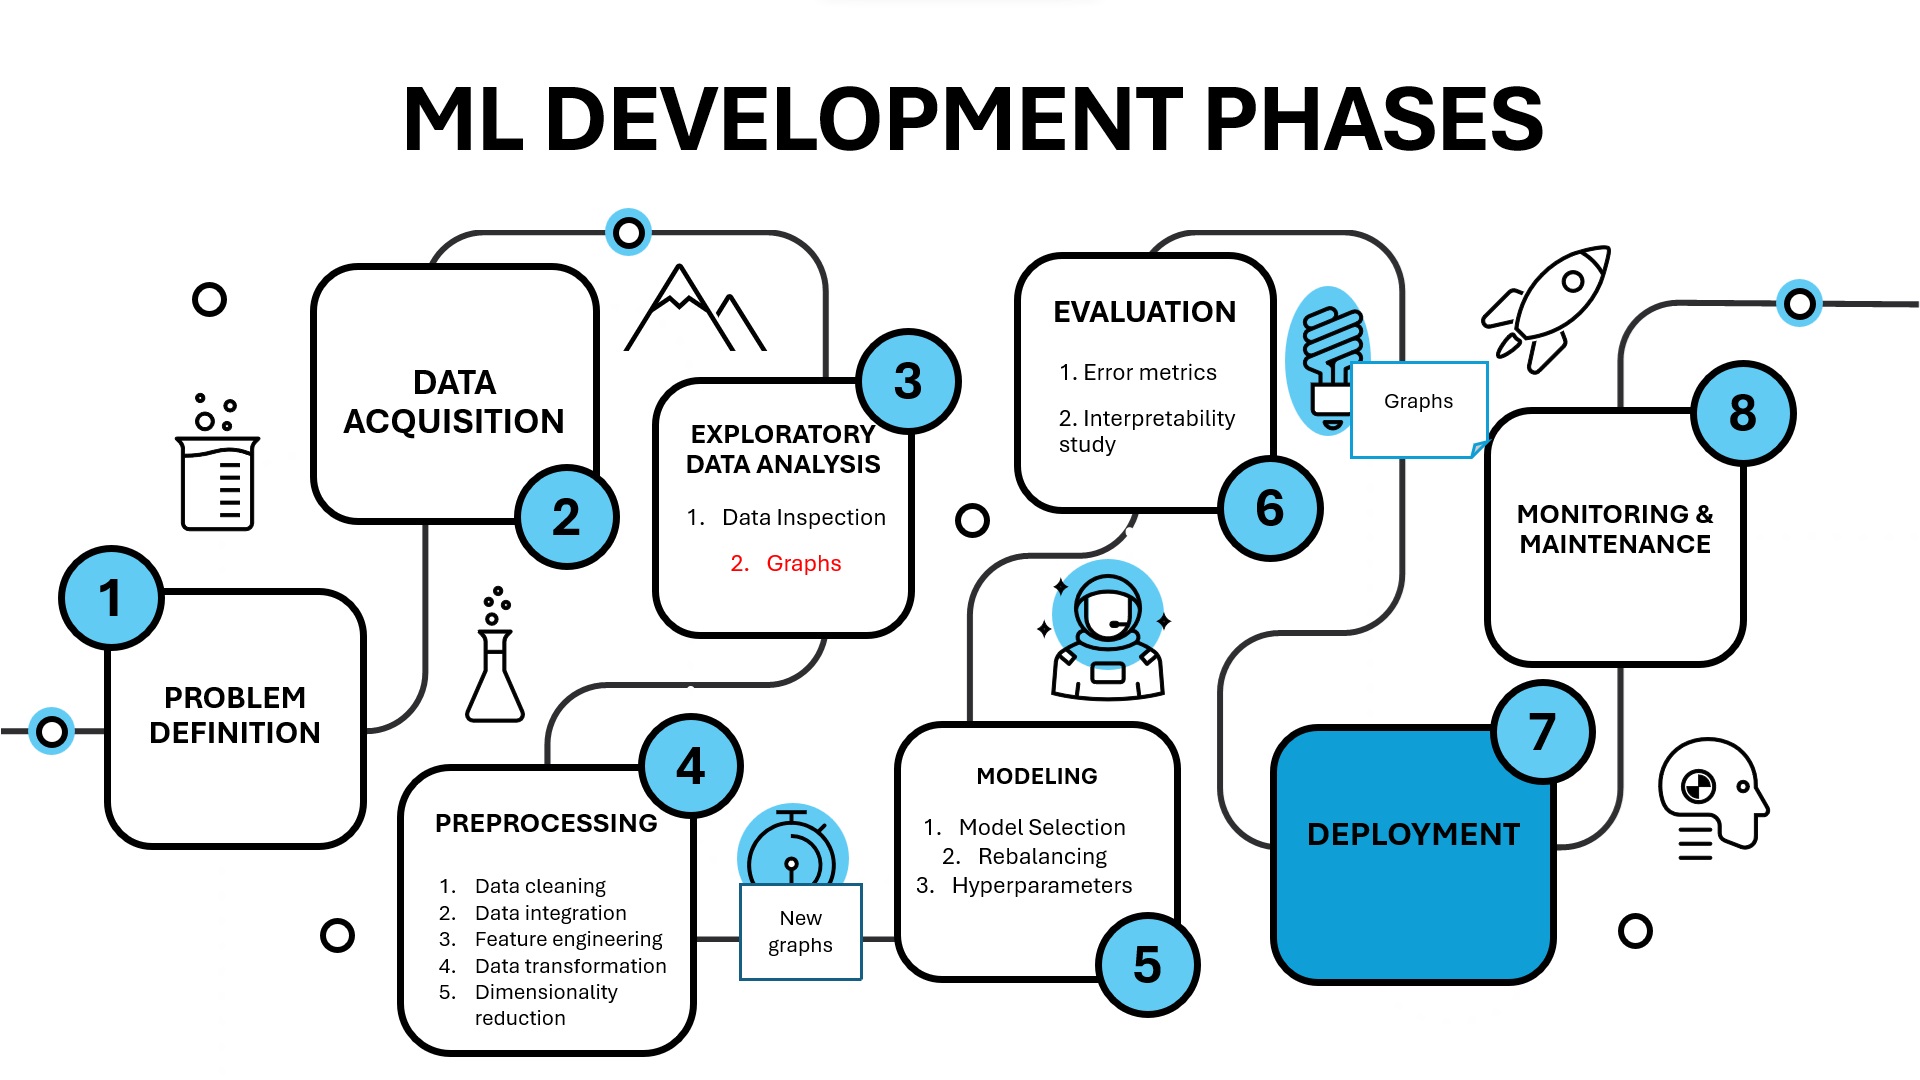 ML DEVELOPMENT PHASES
1
PROBLEM
DEFINITION
DATA
ACQUISITION
2
3
EXPLORATORY
DATA ANALYSIS
1. Data Inspection
2. Graphs
4
PREPROCESSING
1. Data cleaning
2. Data integration
3. Feature engineering
4. Data transformation
5. Dimensionality
reduction
New
graphs
MODELING
1. Model Selection
2. Rebalancing
3. Hyperparameters
5
EVALUATION
1. Error metrics
2. Interpretability
study
6
Graphs
7
DEPLOYMENT
8
MONITORING &
MAINTENANCE